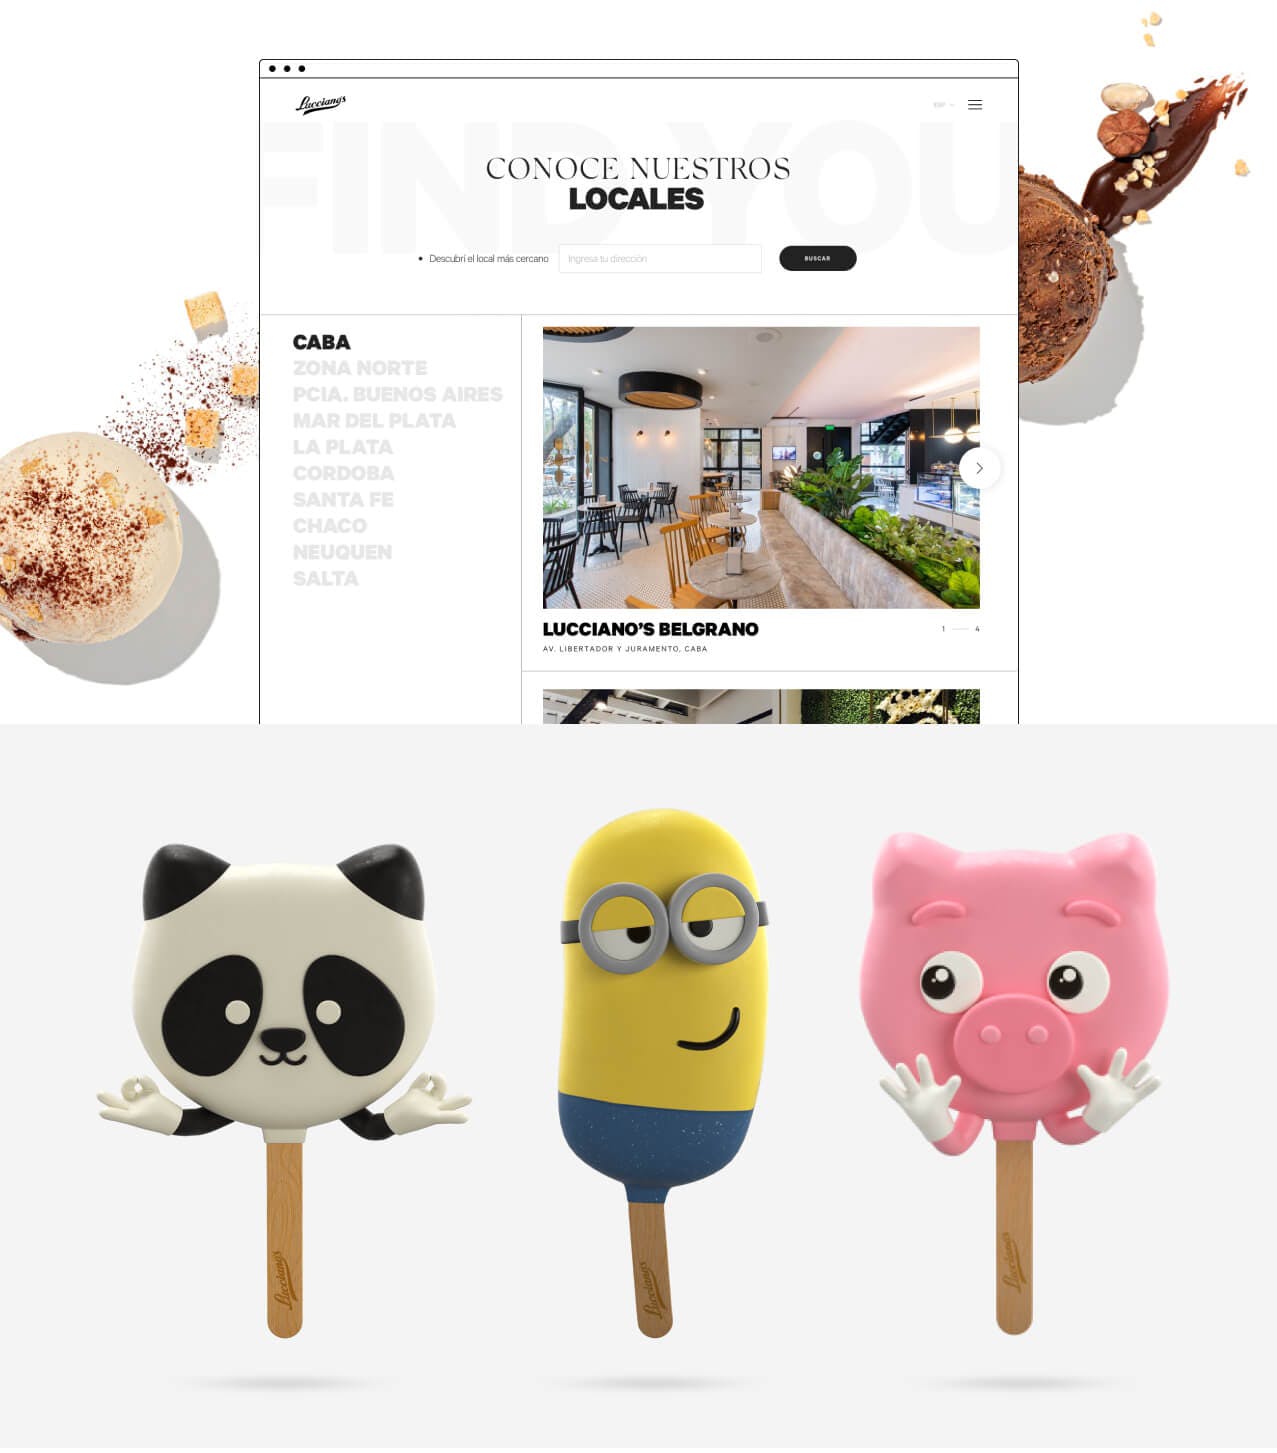 Lucciano's
ESP
FIND YOU
CONOCE NUESTROS
LOCALES
• Descubrí el local más cercano
Ingresa tu dirección
BUSCAR
CABA
ZONA NORTE
PCIA. BUENOS AIRES
MAR DEL PLATA
LA PLATA
CORDOBA
SANTA FE
CHACO
NEUQUEN
SALTA
LUCCIANO’S BELGRANO
1 — 4
AV. LIBERTADOR Y JURAMENTO, CABA
Lucciano's
Lucciano's
Lucciano's